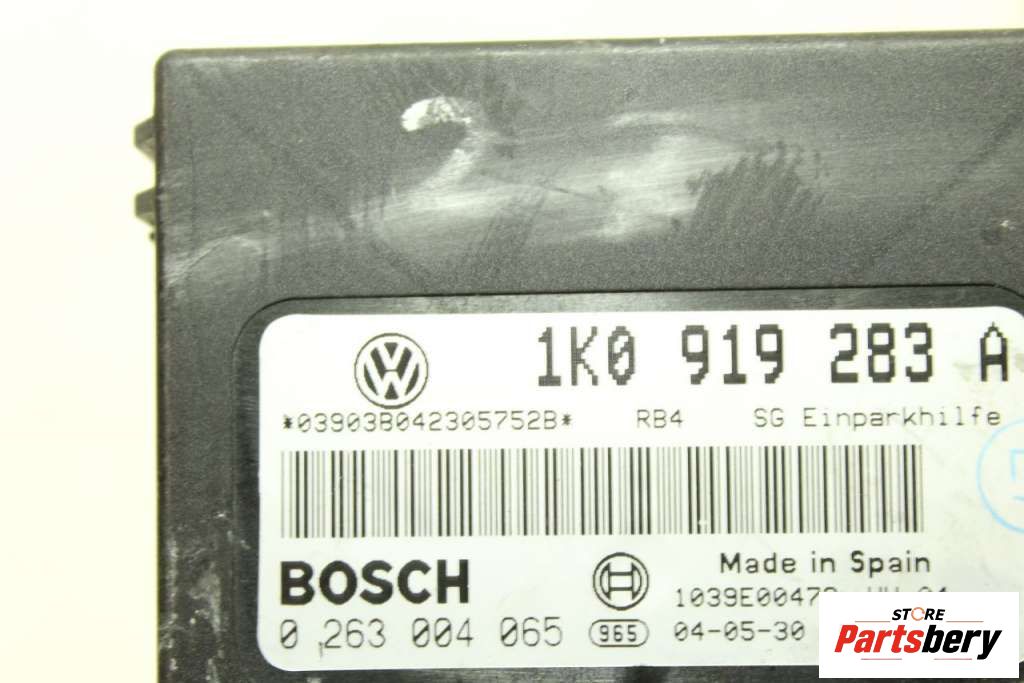 1K0 919 283 A
*03903B042305752B* RB4 SG Einparkhilfe
BOSCH
Made in Spain
0 263 004 065 965 04-05-30
STORE
Partsbery